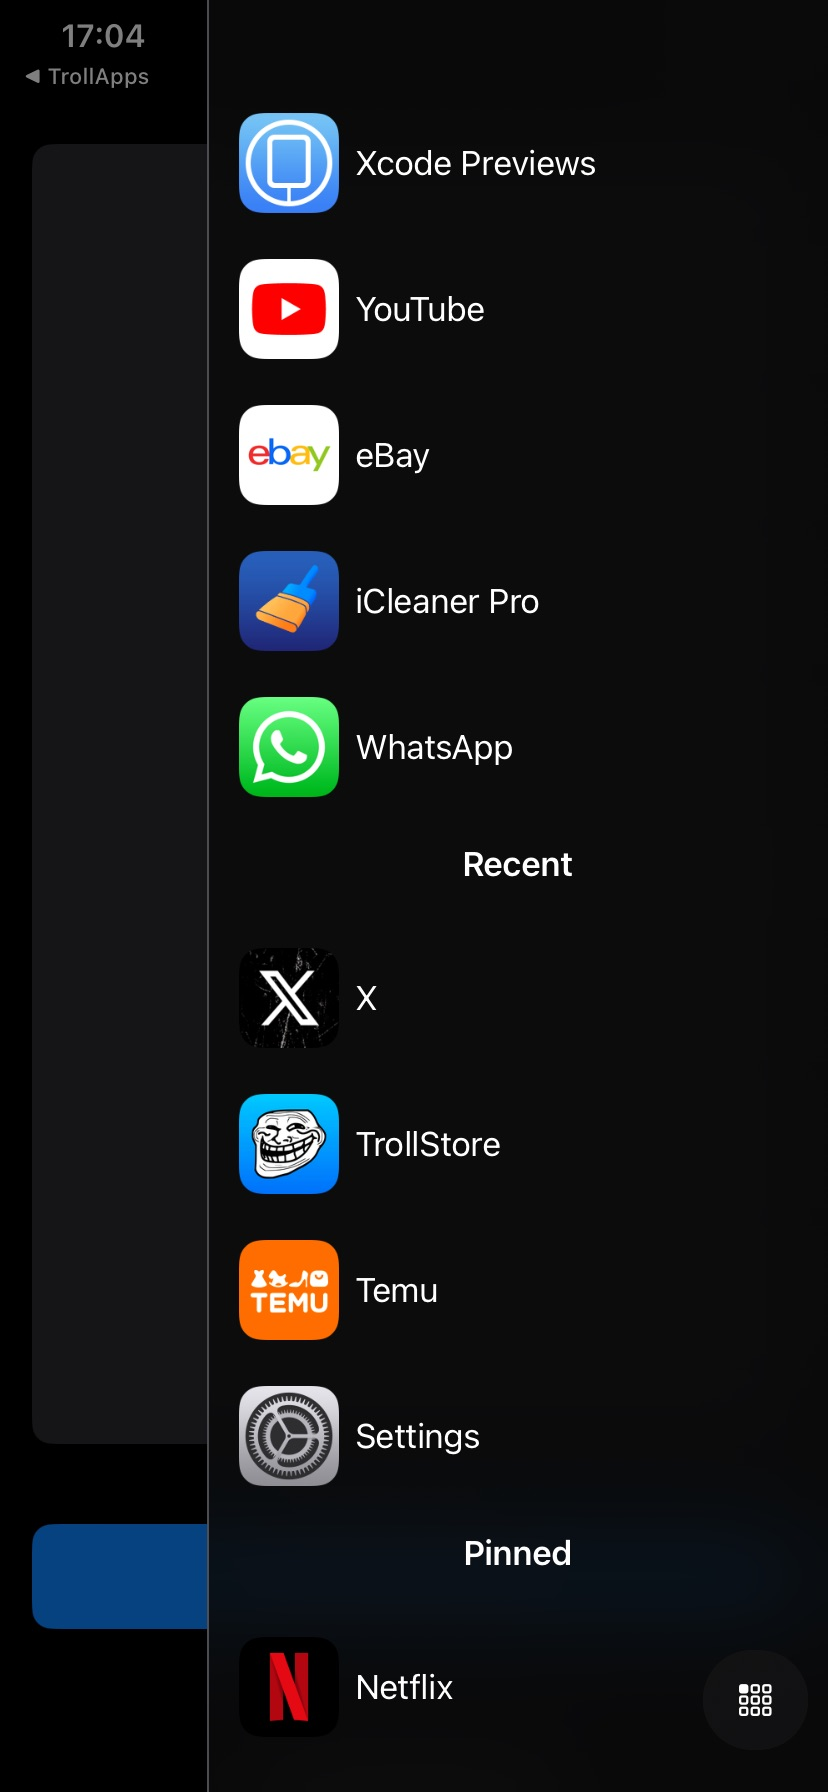 17:04
◀ TrollApps
Xcode Previews
YouTube
ebay
eBay
iCleaner Pro
WhatsApp
Recent
X
X
TrollStore
TEMU
Temu
Settings
Pinned
N
Netflix